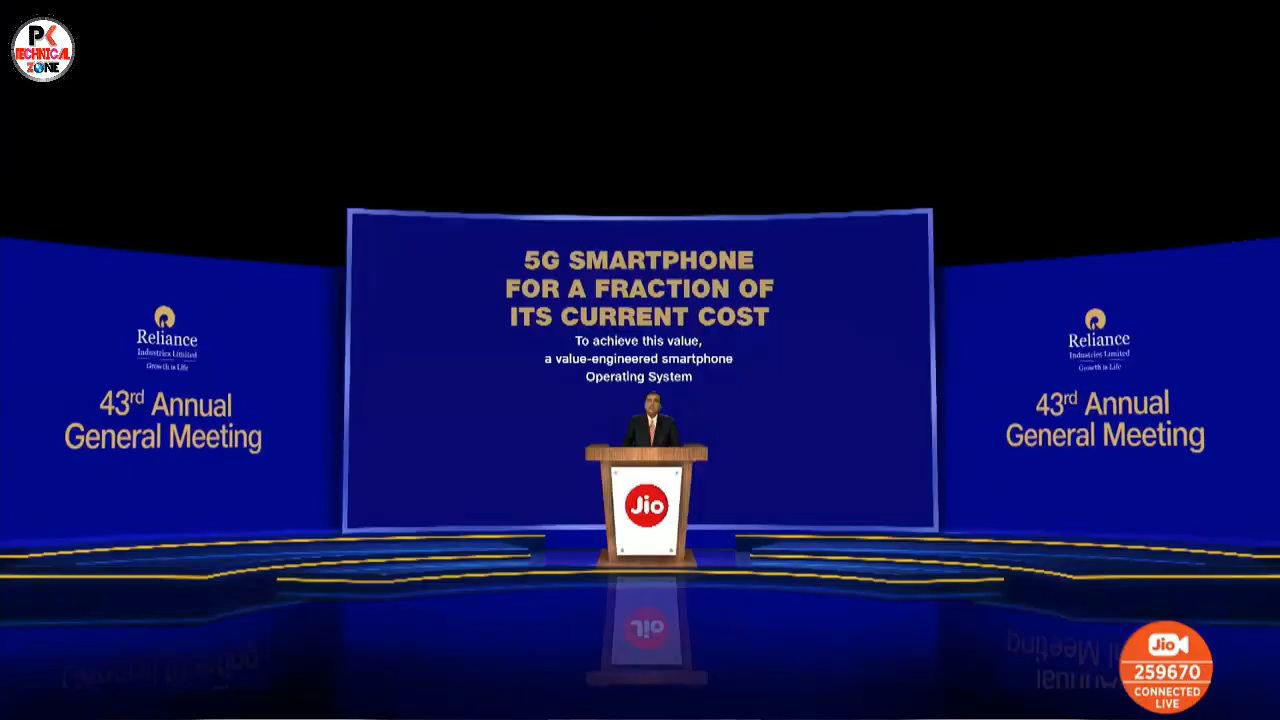 PK
TECHNICAL
ZONE
5G SMARTPHONE
FOR A FRACTION OF
ITS CURRENT COST
To achieve this value,
a value-engineered smartphone
Operating System
Reliance
Industries Limited
Growth is Life
43rd Annual
General Meeting
Reliance
Industries Limited
Growth is Life
43rd Annual
General Meeting
Jio
Jio
259670
CONNECTED
LIVE